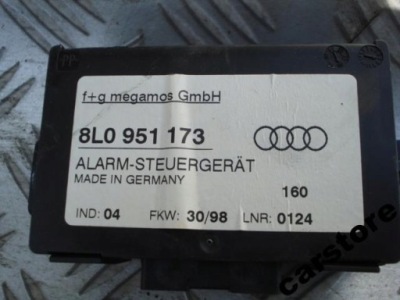 PP
f+g megamos GmbH
8L0 951 173
ALARM-STEUERGERÄT
MADE IN GERMANY
160
IND: 04 FKW: 30/98 LNR: 0124
carstore